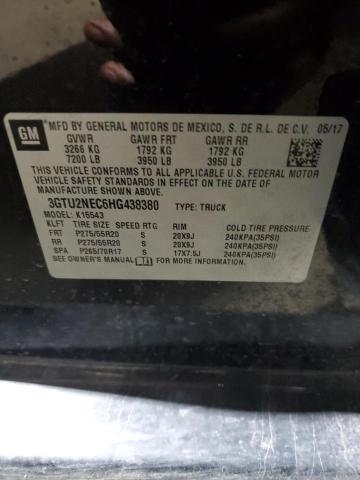 GM
MFD BY GENERAL MOTORS DE MEXICO, S. DE R.L. DE C.V. 05/17
GVWR GAWR FRT GAWR RR
3266 KG 1792 KG 1792 KG
7200 LB 3950 LB 3950 LB
THIS VEHICLE CONFORMS TO ALL APPLICABLE U.S. FEDERAL MOTOR
VEHICLE SAFETY STANDARDS IN EFFECT ON THE DATE OF
MANUFACTURE SHOWN ABOVE.
3GTU2NEC6HG438380 TYPE: TRUCK
MODEL: K15543
KLFT TIRE SIZE SPEED RTG RIM COLD TIRE PRESSURE
FRT P275/55R20 S 20X9J 240KPA(35PSI)
RR P275/55R20 S 20X9J 240KPA(35PSI)
SPA P265/70R17 S 17X7.5J 240KPA(35PSI)
SEE OWNER'S MANUAL FOR MORE INFORMATION.